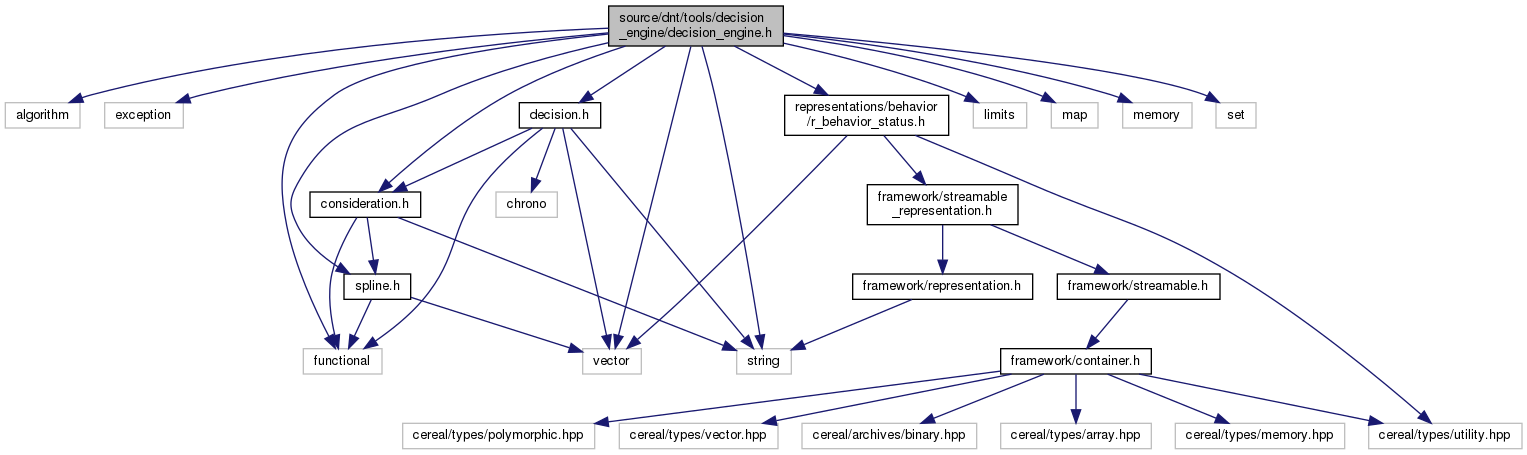 source/dnt/tools/decision
_engine/decision_engine.h
algorithm
exception
decision.h
representations/behavior
/r_behavior_status.h
limits
map
memory
set
consideration.h
chrono
framework/streamable
_representation.h
spline.h
framework/representation.h
framework/streamable.h
functional
vector
string
framework/container.h
cereal/types/polymorphic.hpp
cereal/types/vector.hpp
cereal/archives/binary.hpp
cereal/types/array.hpp
cereal/types/memory.hpp
cereal/types/utility.hpp